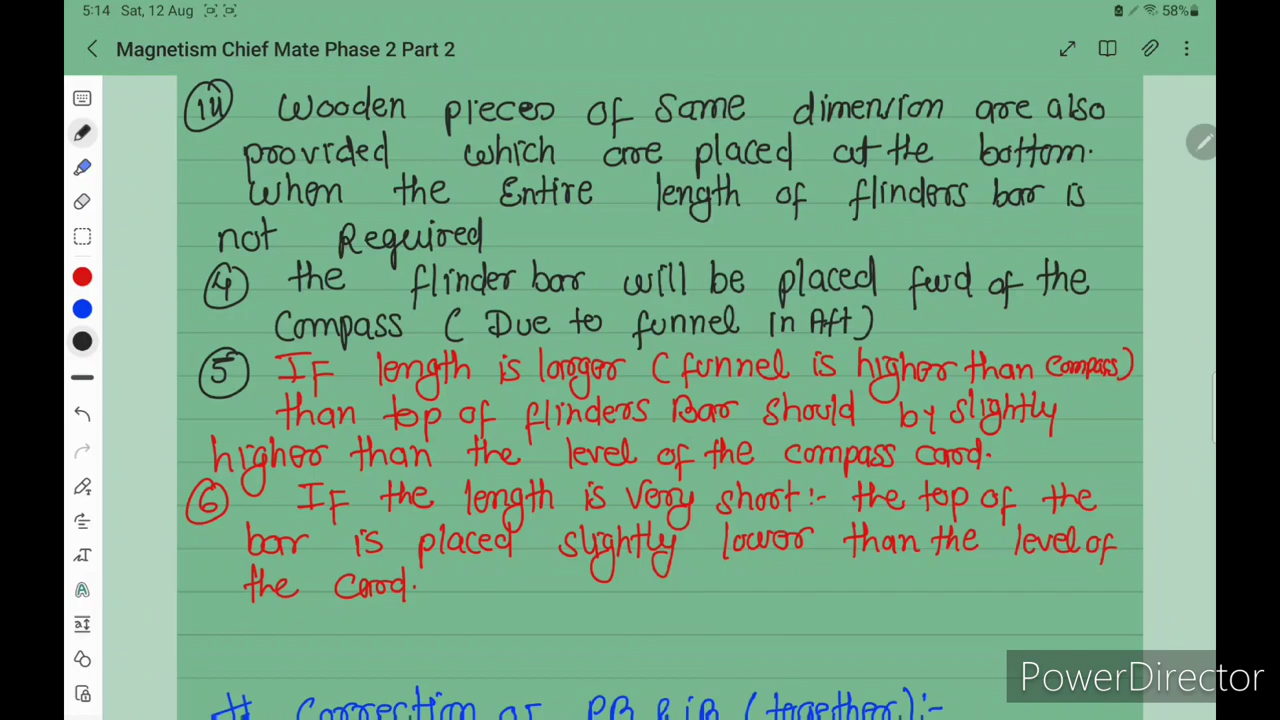 5:14 Sat, 12 Aug
58%
Magnetism Chief Mate Phase 2 Part 2
iii Wooden pieces of same dimension are also
provided which are placed at the bottom.
when the Entire length of flinders bar is
not Required
4 the flinder bar will be placed fwd of the
Compass ( Due to funnel in Aft )
5 IF length is larger ( funnel is higher than compass )
than top of flinders Bar should by slightly
higher than the level of the compass card.
6 IF the length is very short :- the top of the
bar is placed slightly lower than the level of
the card.
# Correction of PB & iB (together) :-
PowerDirector